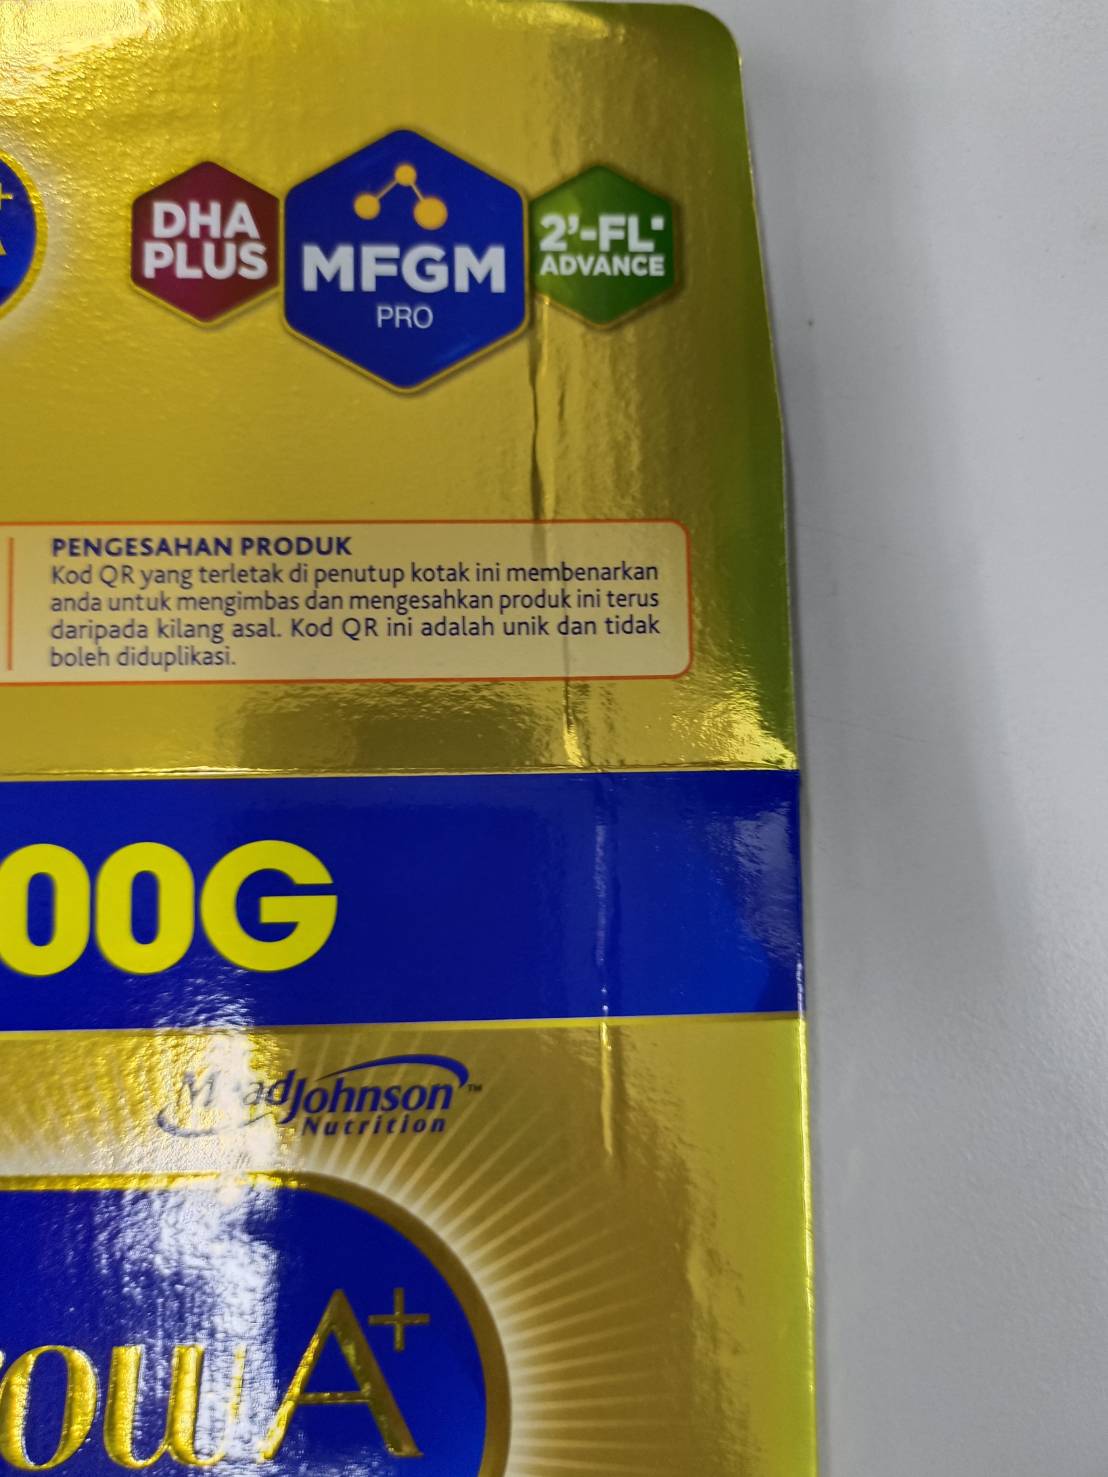 DHA
PLUS
MFGM
PRO
2'-FL*
ADVANCE
PENGESAHAN PRODUK
Kod QR yang terletak di penutup kotak ini membenarkan
anda untuk mengimbas dan mengesahkan produk ini terus
daripada kilang asal. Kod QR ini adalah unik dan tidak
boleh diduplikasi.
00G
MeadJohnson™
Nutrition
row A+